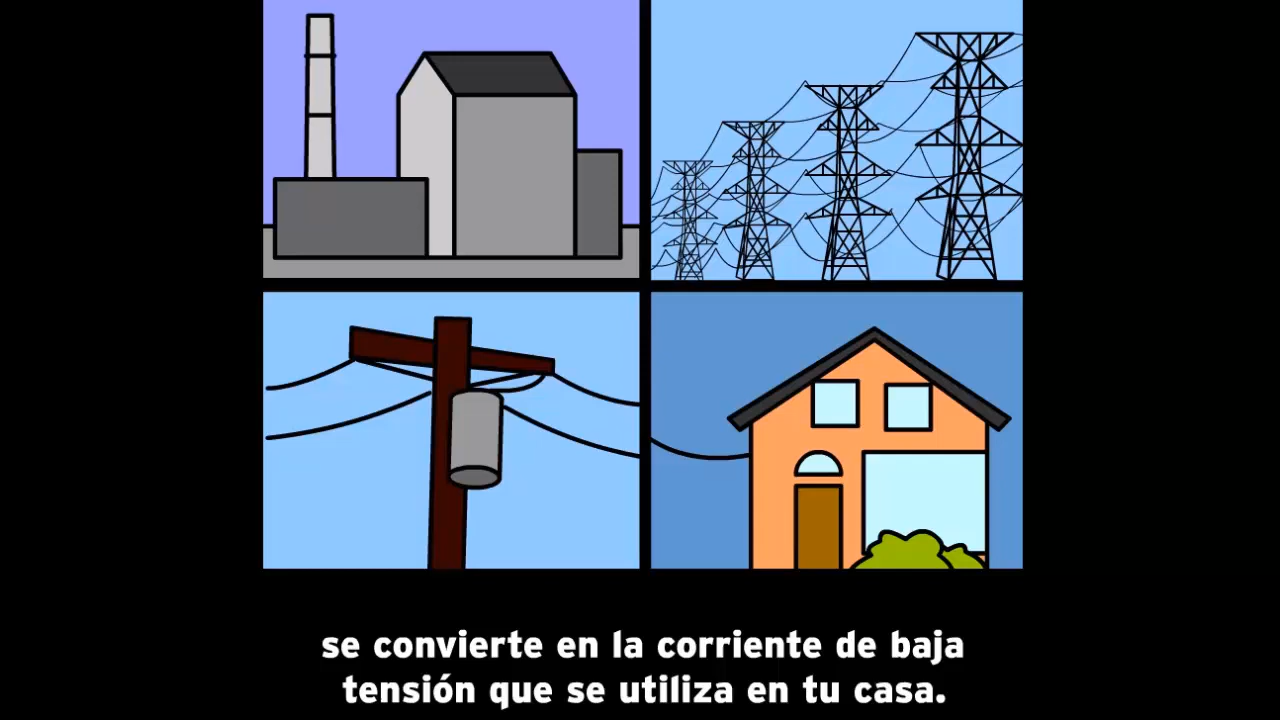 se convierte en la corriente de baja
tensión que se utiliza en tu casa.